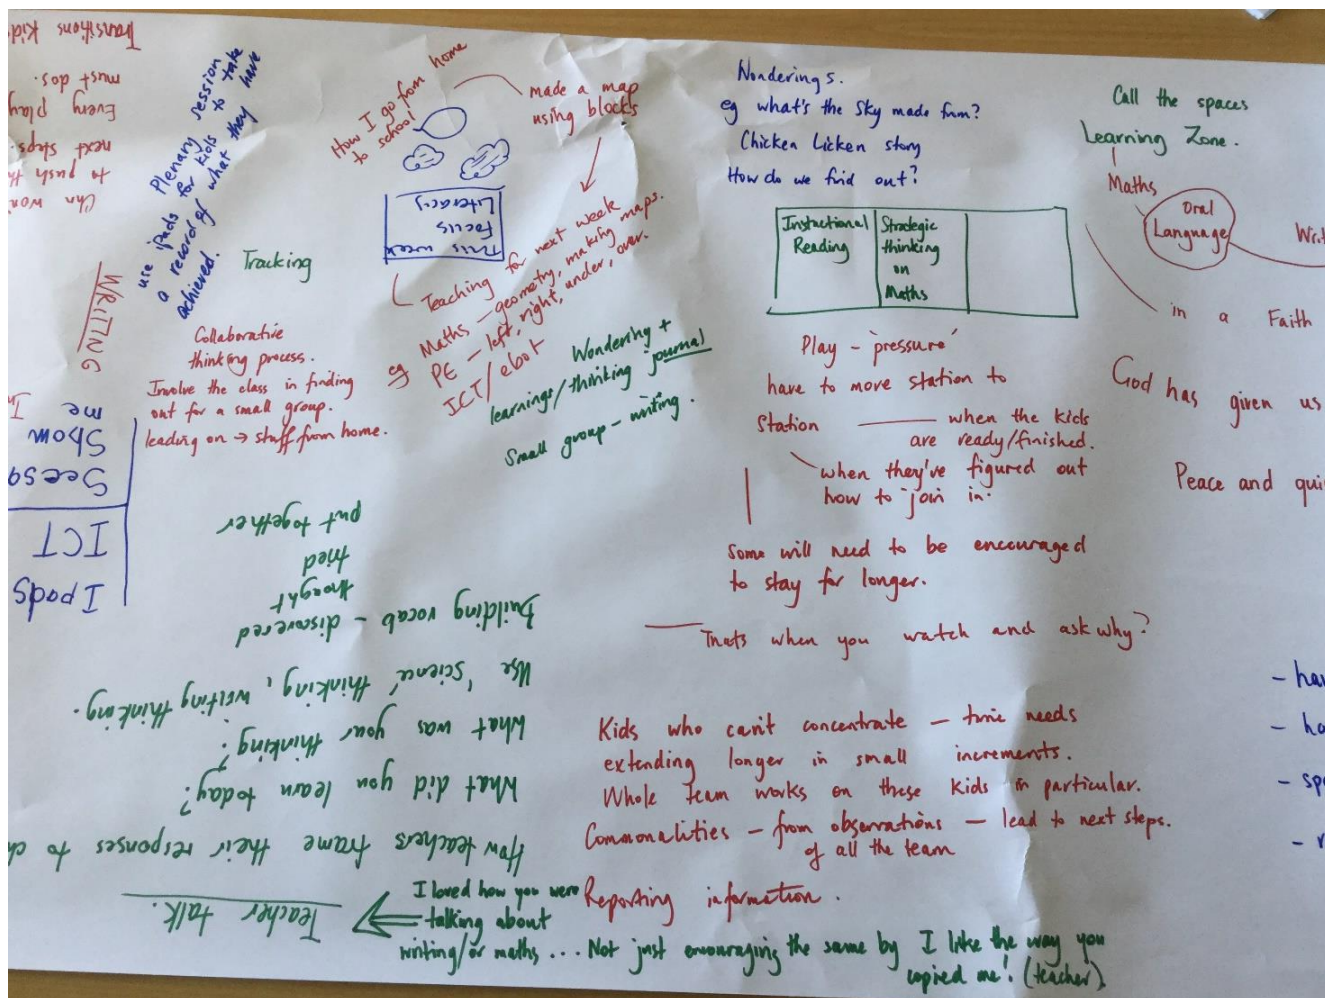 Transitions kid
must dos.
Every play
next steps.
to push th
Chn won't
Plenary session
use ipads for kids to take
a record of what they have
achieved.
WRITING
Tracking
Collaborative
thinking process.
Involve the class in finding
out for a small group.
leading on → stuff from home.
How I go from home
to school
made a map
using blocks
This week
Focus
Literacy
Teaching for next week
eg Maths – geometry, making maps.
PE – left, right, under, over.
ICT / ebot
Wondering +
learnings/thinking journal
Small group – writing.
Wonderings.
eg what's the sky made from?
Chicken Licken story
How do we find out?
Instructional
Reading
Strategic
thinking
on
Maths
Play – 'pressure'
have to move station to
Station — when the kids
are ready/finished.
when they've figured out
how to 'join in.'
Some will need to be encouraged
to stay for longer.
— Thats when you watch and ask why?
Kids who can't concentrate — time needs
extending longer in small increments.
Whole team works on these kids in particular.
Commonalities — from observations — lead to next steps.
of all the team
Reporting information.
Call the spaces
Learning Zone.
Maths
Oral
Language
Writ
in a Faith
God has given us
Peace and qui
- hav
- ha
- spe
- r
Ipads
ICT
Seesa
Show
me
Teacher talk.
How teachers frame their responses to ch
What did you learn today?
What was your thinking?
Use 'science' thinking, writing thinking.
Building vocab – discovered
thought
tried
put together
I loved how you were
talking about
writing/or maths ... Not just encouraging the same by I like the way you
copied me! (teacher)